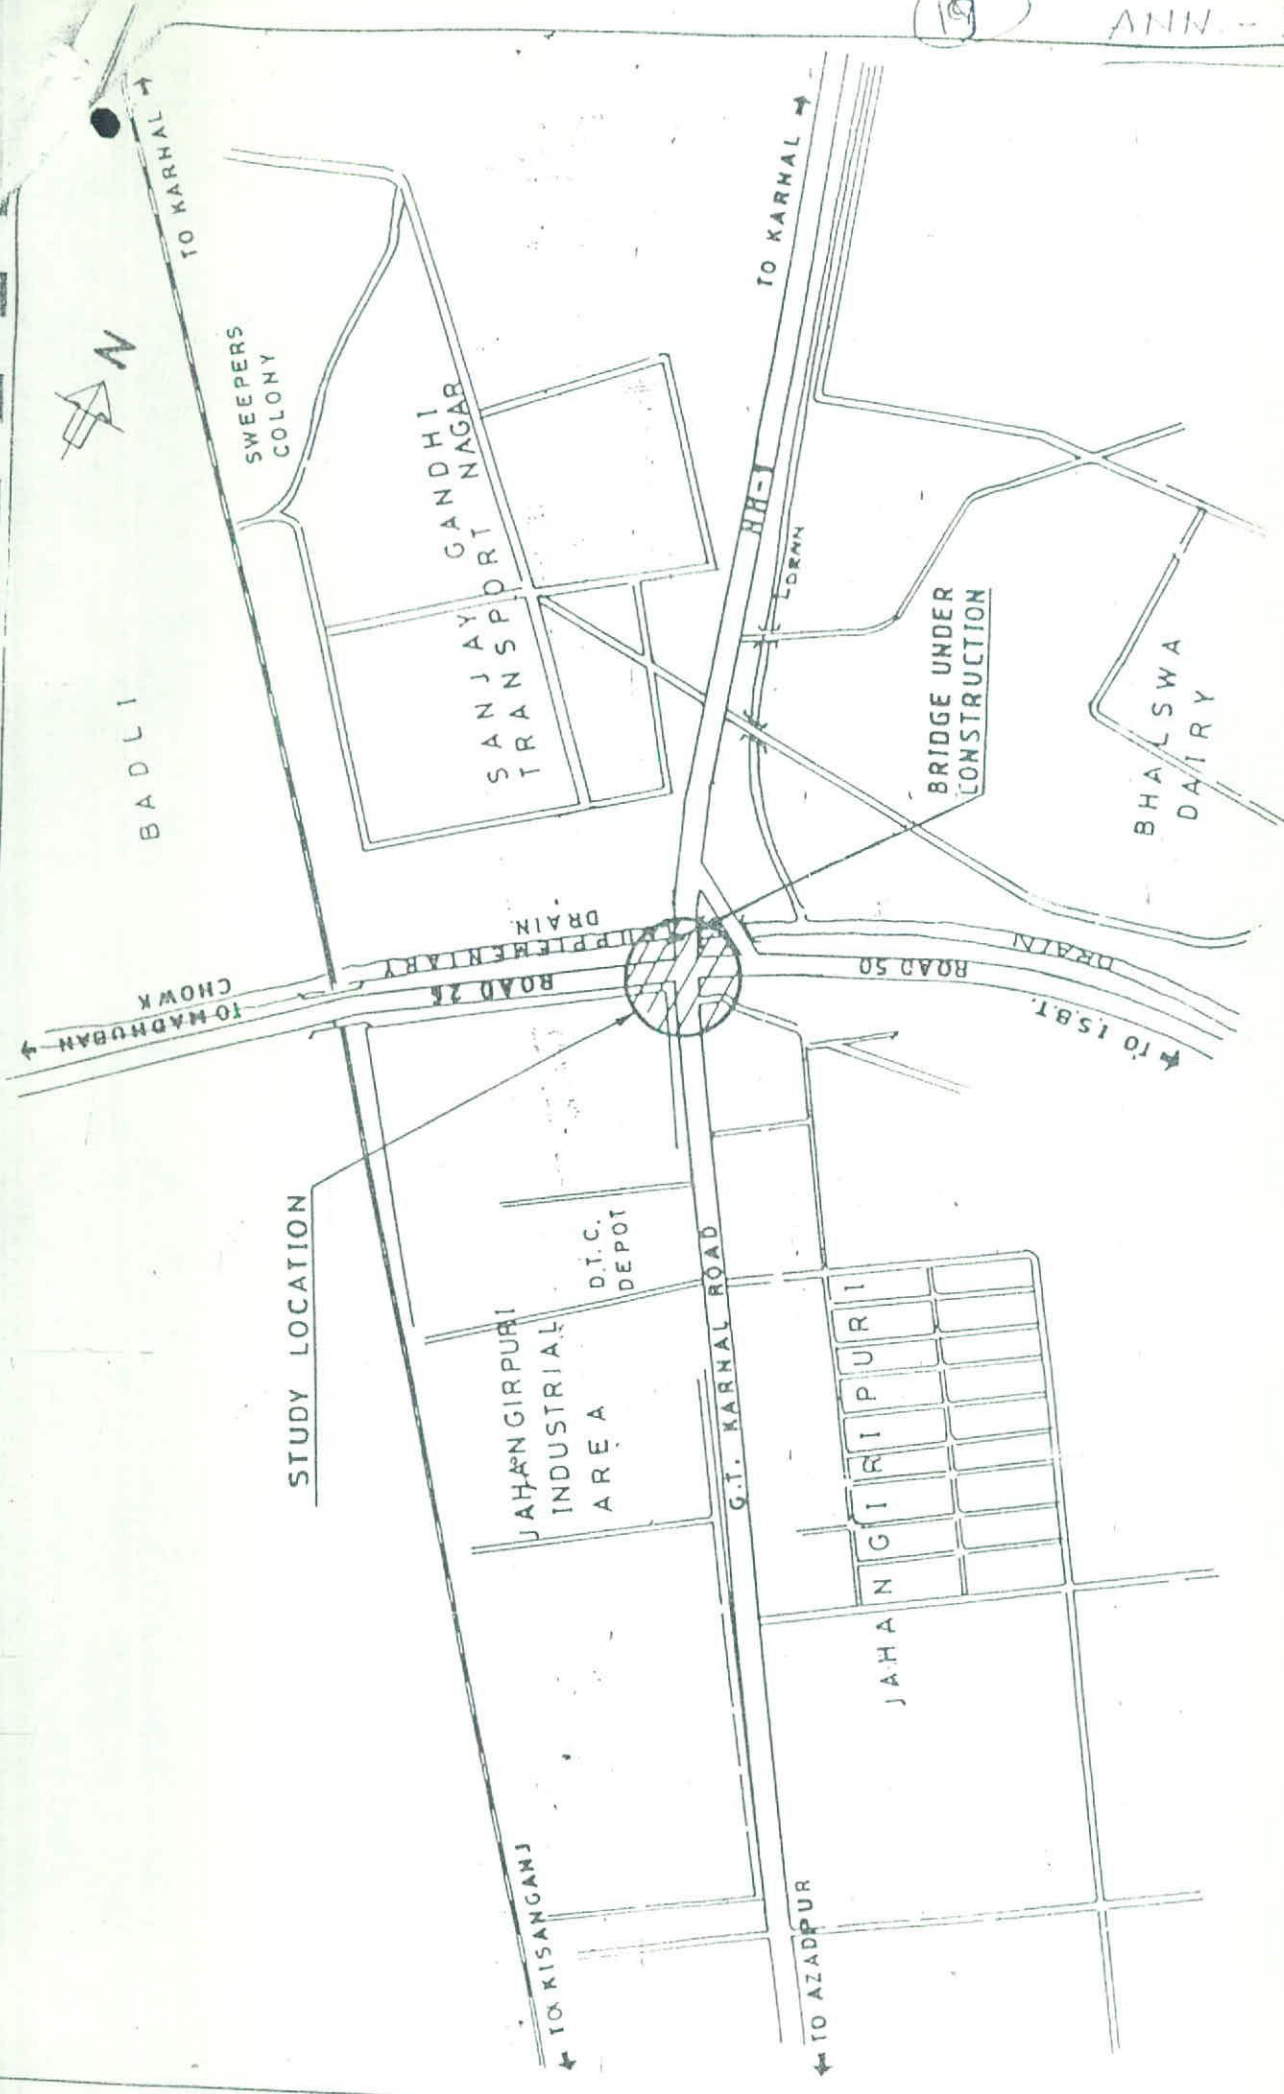 ANN. -
19
TO KARNAL
N
SWEEPERS
COLONY
BADLI
TO KARNAL
SANJAY GANDHI
TRANSPORT NAGAR
NH-1
DRAIN
BRIDGE UNDER
CONSTRUCTION
BHALSWA
DAIRY
TO MADHUBAN
CHOWK
SUPPLEMENTARY
DRAIN
ROAD 26
ROAD 50
DRAIN
TO I.S.B.T.
STUDY LOCATION
D.T.C.
DEPOT
JAHANGIRPURI
INDUSTRIAL
AREA
G.T. KARNAL ROAD
JAHANGIRIPURI
TO KISANGANJ
TO AZADPUR